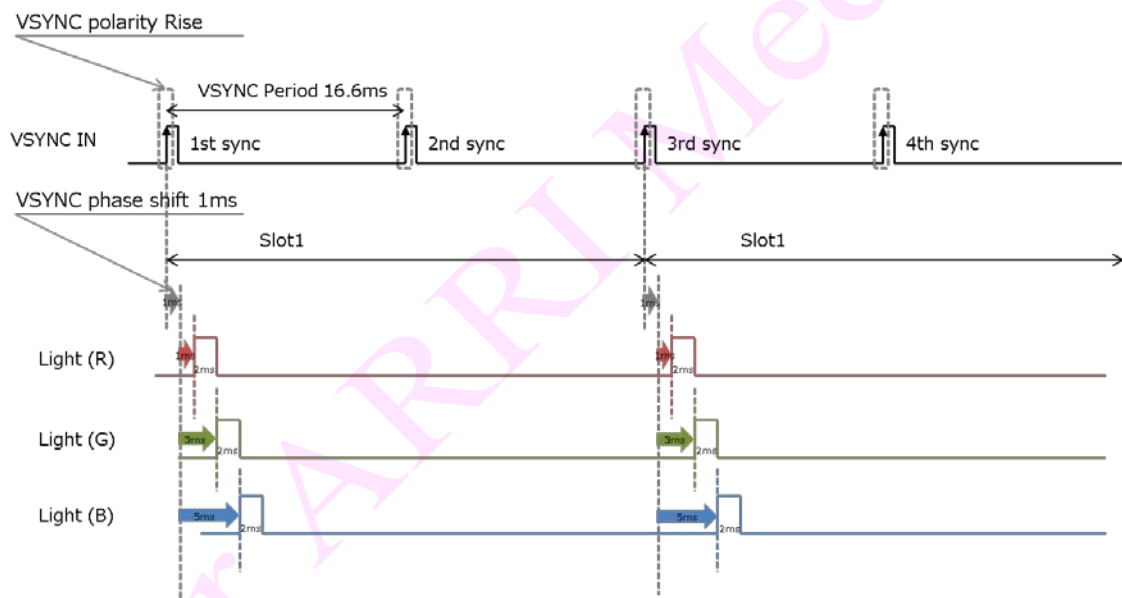 VSYNC polarity Rise
VSYNC Period 16.6ms
VSYNC IN
1st sync
2nd sync
3rd sync
4th sync
VSYNC phase shift 1ms
Slot1
Slot1
1ms
1ms
Light (R)
1ms
2ms
1ms
2ms
Light (G)
3ms
2ms
3ms
2ms
Light (B)
5ms
2ms
5ms
2ms
r ARRI Me